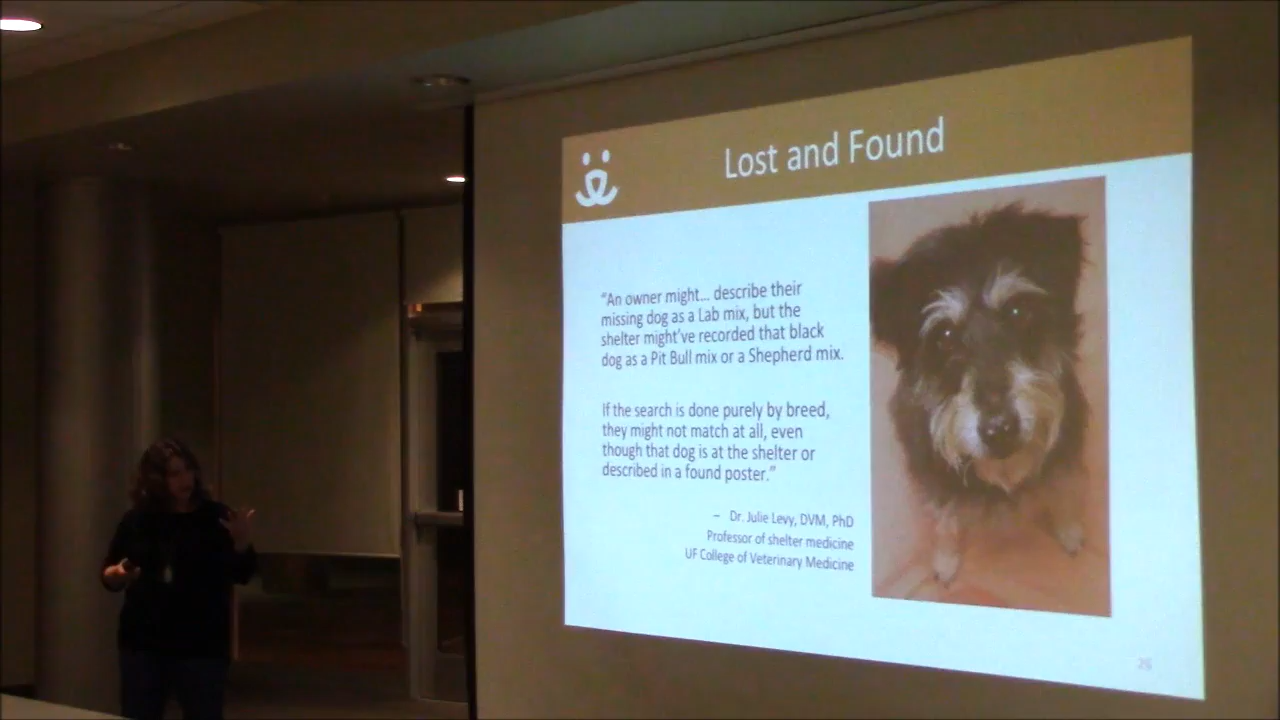 Lost and Found
“An owner might... describe their
missing dog as a Lab mix, but the
shelter might’ve recorded that black
dog as a Pit Bull mix or a Shepherd mix.
If the search is done purely by breed,
they might not match at all, even
though that dog is at the shelter or
described in a found poster.”
– Dr. Julie Levy, DVM, PhD
Professor of shelter medicine
UF College of Veterinary Medicine